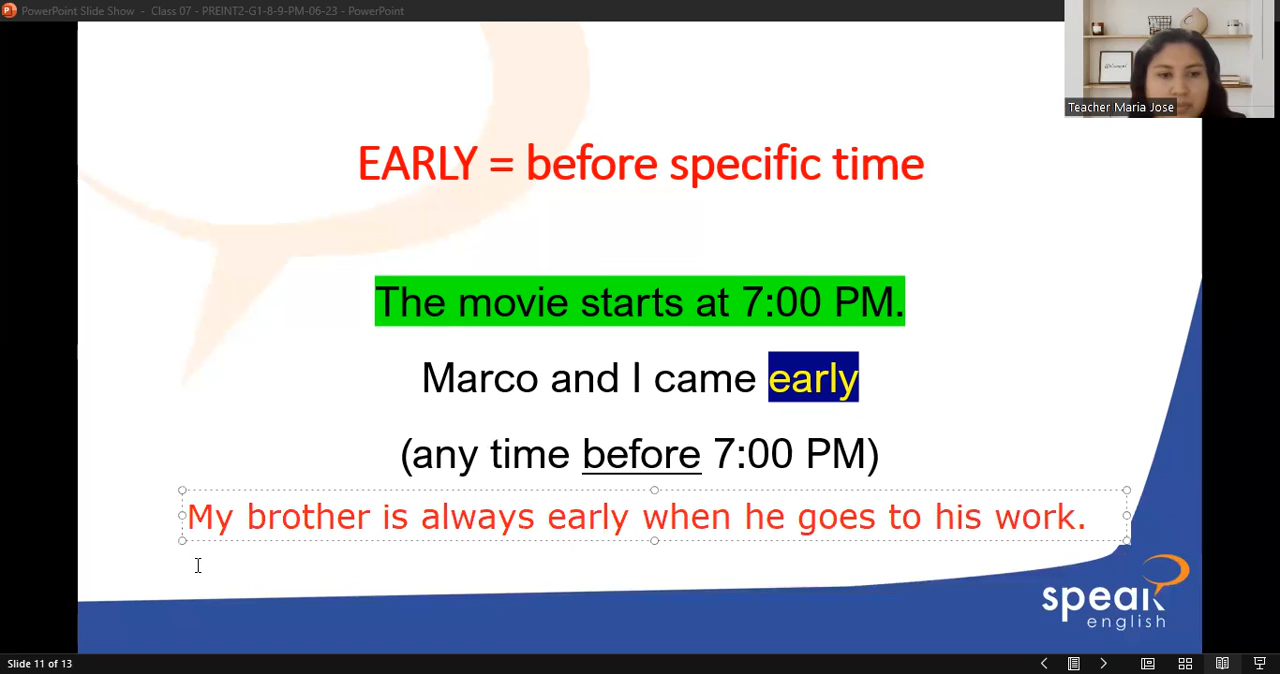 PowerPoint Slide Show - Class 07 - PREINT2-G1-8-9-PM-06-23 - PowerPoint
Teacher Maria Jose
EARLY = before specific time
The movie starts at 7:00 PM.
Marco and I came early
(any time before 7:00 PM)
My brother is always early when he goes to his work.
speak
english
Slide 11 of 13